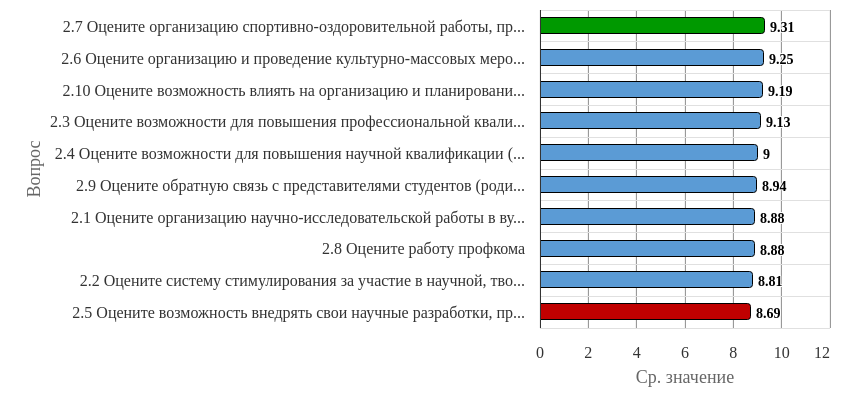 2.7 Оцените организацию спортивно-оздоровительной работы, пр... 9.31
2.6 Оцените организацию и проведение культурно-массовых меро... 9.25
2.10 Оцените возможность влиять на организацию и планировани... 9.19
2.3 Оцените возможности для повышения профессиональной квали... 9.13
2.4 Оцените возможности для повышения научной квалификации (... 9
2.9 Оцените обратную связь с представителями студентов (роди... 8.94
2.1 Оцените организацию научно-исследовательской работы в ву... 8.88
2.8 Оцените работу профкома 8.88
2.2 Оцените систему стимулирования за участие в научной, тво... 8.81
2.5 Оцените возможность внедрять свои научные разработки, пр... 8.69
Вопрос
0 2 4 6 8 10 12
Ср. значение